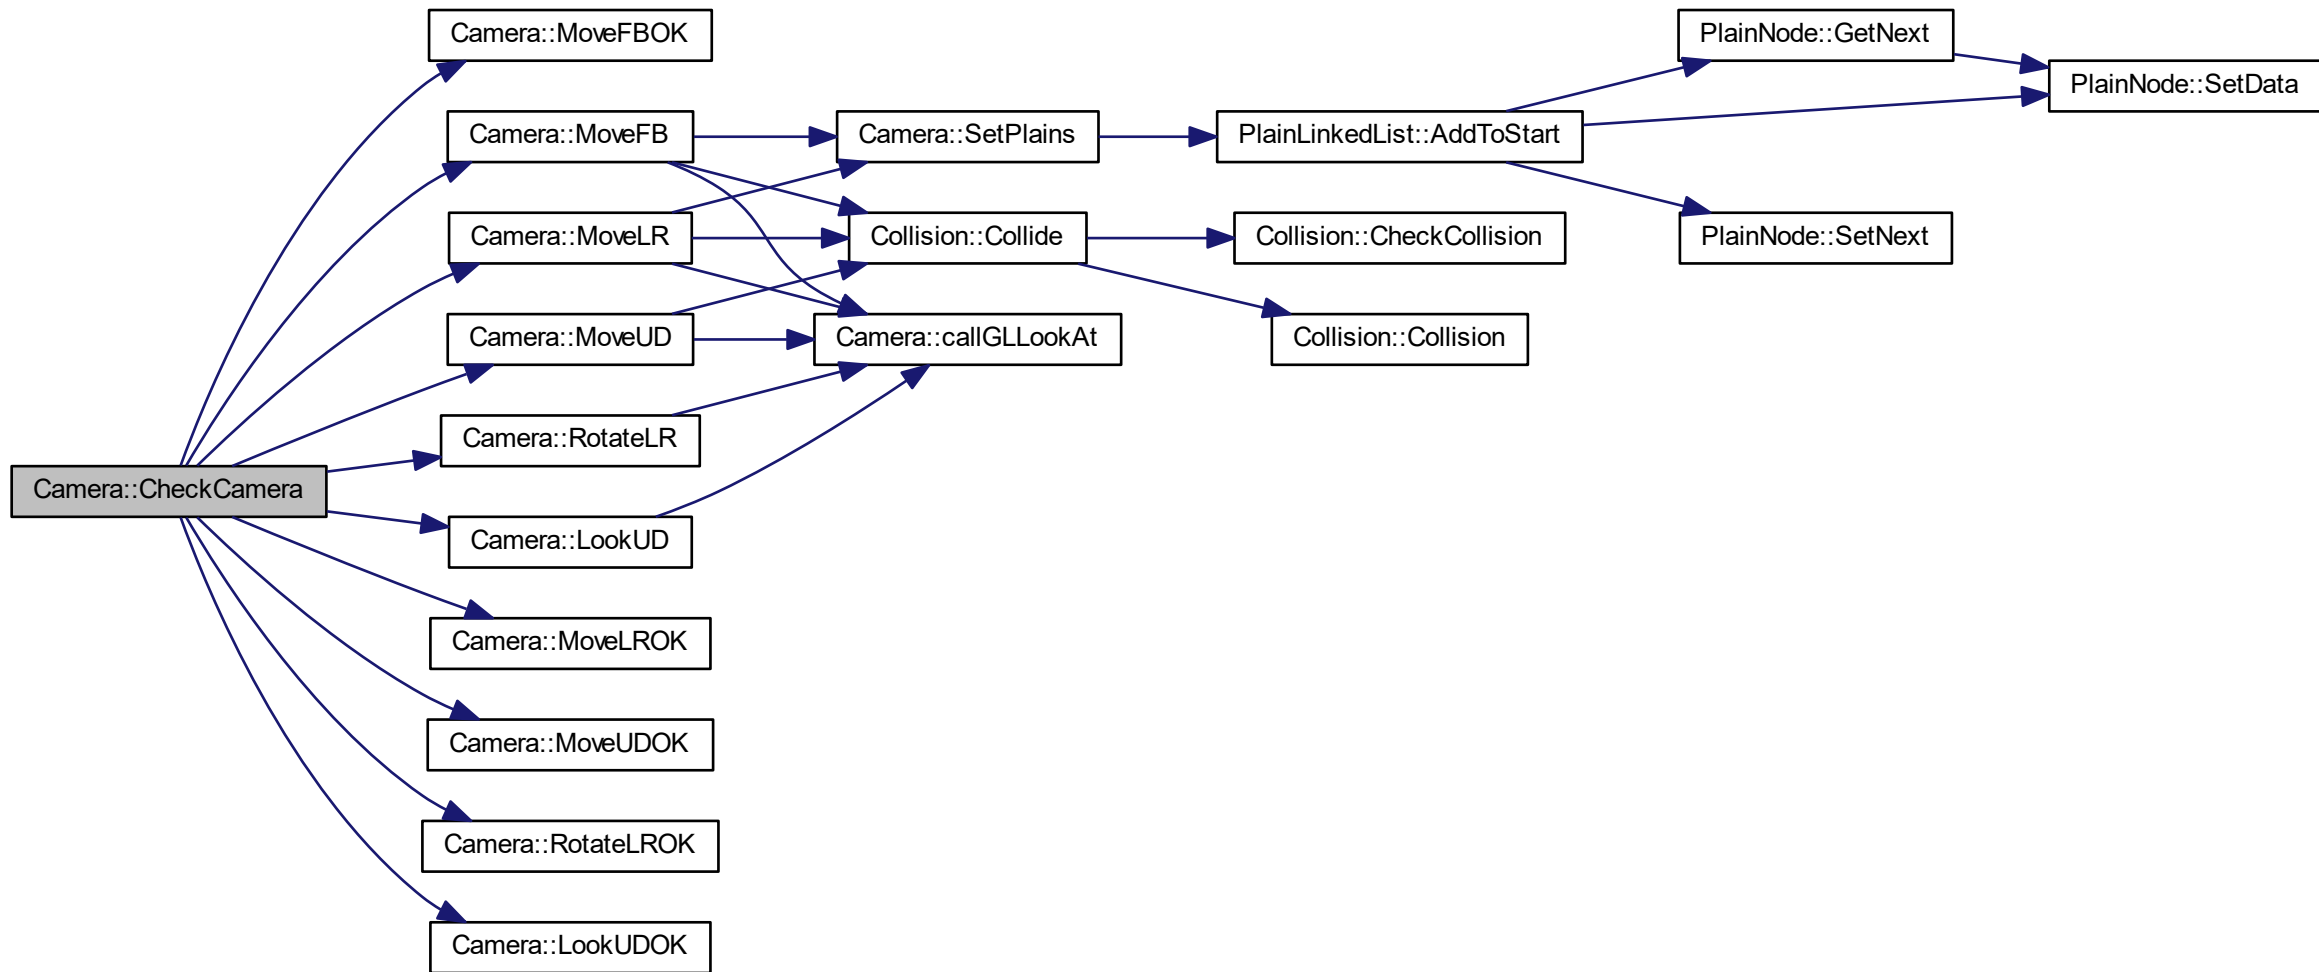 Camera::MoveFBOK
PlainNode::GetNext
PlainNode::SetData
Camera::MoveFB
Camera::SetPlains
PlainLinkedList::AddToStart
Camera::MoveLR
Collision::Collide
Collision::CheckCollision
PlainNode::SetNext
Camera::MoveUD
Camera::callGLLookAt
Collision::Collision
Camera::RotateLR
Camera::CheckCamera
Camera::LookUD
Camera::MoveLROK
Camera::MoveUDOK
Camera::RotateLROK
Camera::LookUDOK